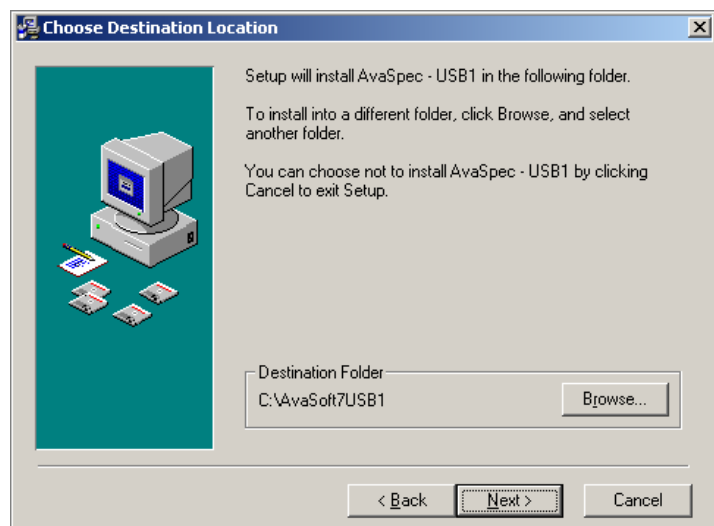 Choose Destination Location
Setup will install AvaSpec - USB1 in the following folder.
To install into a different folder, click Browse, and select
another folder.
You can choose not to install AvaSpec - USB1 by clicking
Cancel to exit Setup.
Destination Folder
C:\AvaSoft7USB1
Browse...
< Back
Next >
Cancel